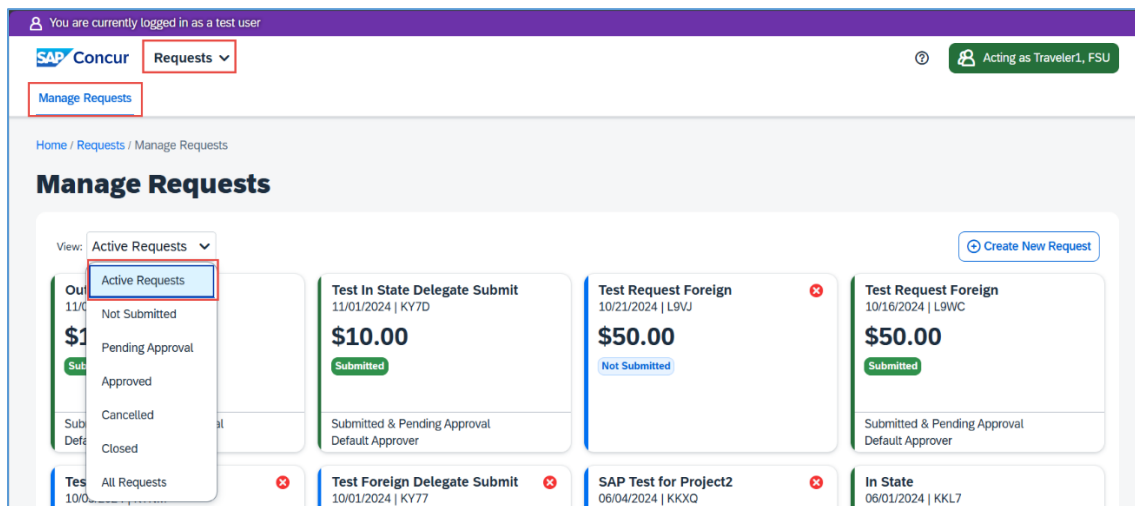 You are currently logged in as a test user
SAP Concur Requests
Acting as Traveler1, FSU
Manage Requests
Home / Requests / Manage Requests
Manage Requests
View: Active Requests
Create New Request
Active Requests
Not Submitted
Pending Approval
Approved
Cancelled
Closed
All Requests
Test In State Delegate Submit
11/01/2024 | KY7D
$10.00
Submitted
Submitted & Pending Approval
Default Approver
Test Request Foreign
10/21/2024 | L9VJ
$50.00
Not Submitted
Test Request Foreign
10/16/2024 | L9WC
$50.00
Submitted
Submitted & Pending Approval
Default Approver
Test Foreign Delegate Submit
10/01/2024 | KY77
SAP Test for Project2
06/04/2024 | KKXQ
In State
06/01/2024 | KKL7